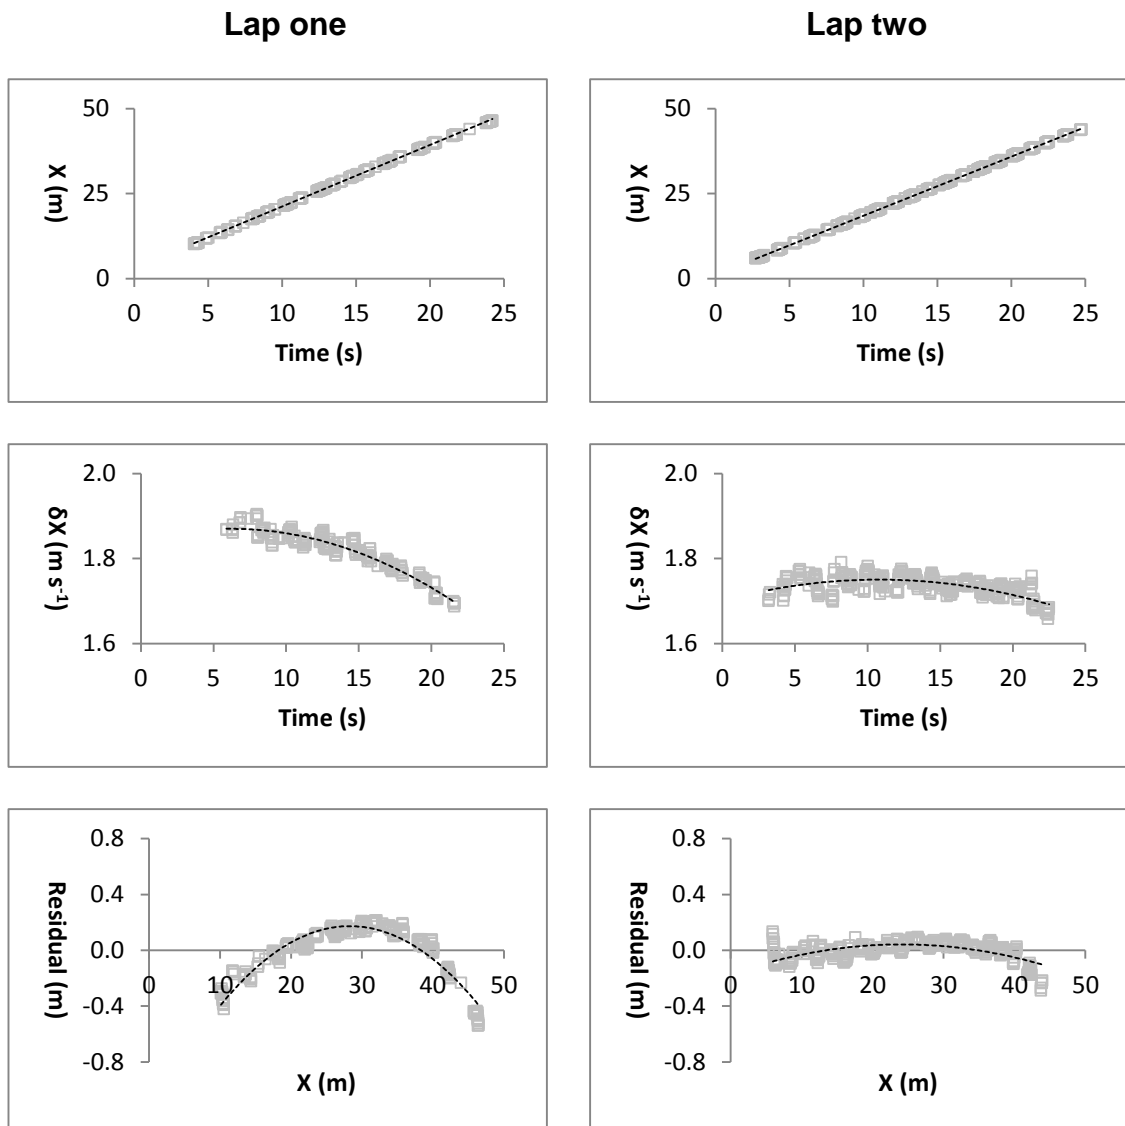 Lap one
Lap two
50
25
0
X (m)
0 5 10 15 20 25
Time (s)
50
25
0
X (m)
0 5 10 15 20 25
Time (s)
2.0
1.8
1.6
δX (m s-1)
0 5 10 15 20 25
Time (s)
2.0
1.8
1.6
δX (m s-1)
0 5 10 15 20 25
Time (s)
0.8
0.4
0.0
-0.4
-0.8
Residual (m)
0 10 20 30 40 50
X (m)
0.8
0.4
0.0
-0.4
-0.8
Residual (m)
0 10 20 30 40 50
X (m)